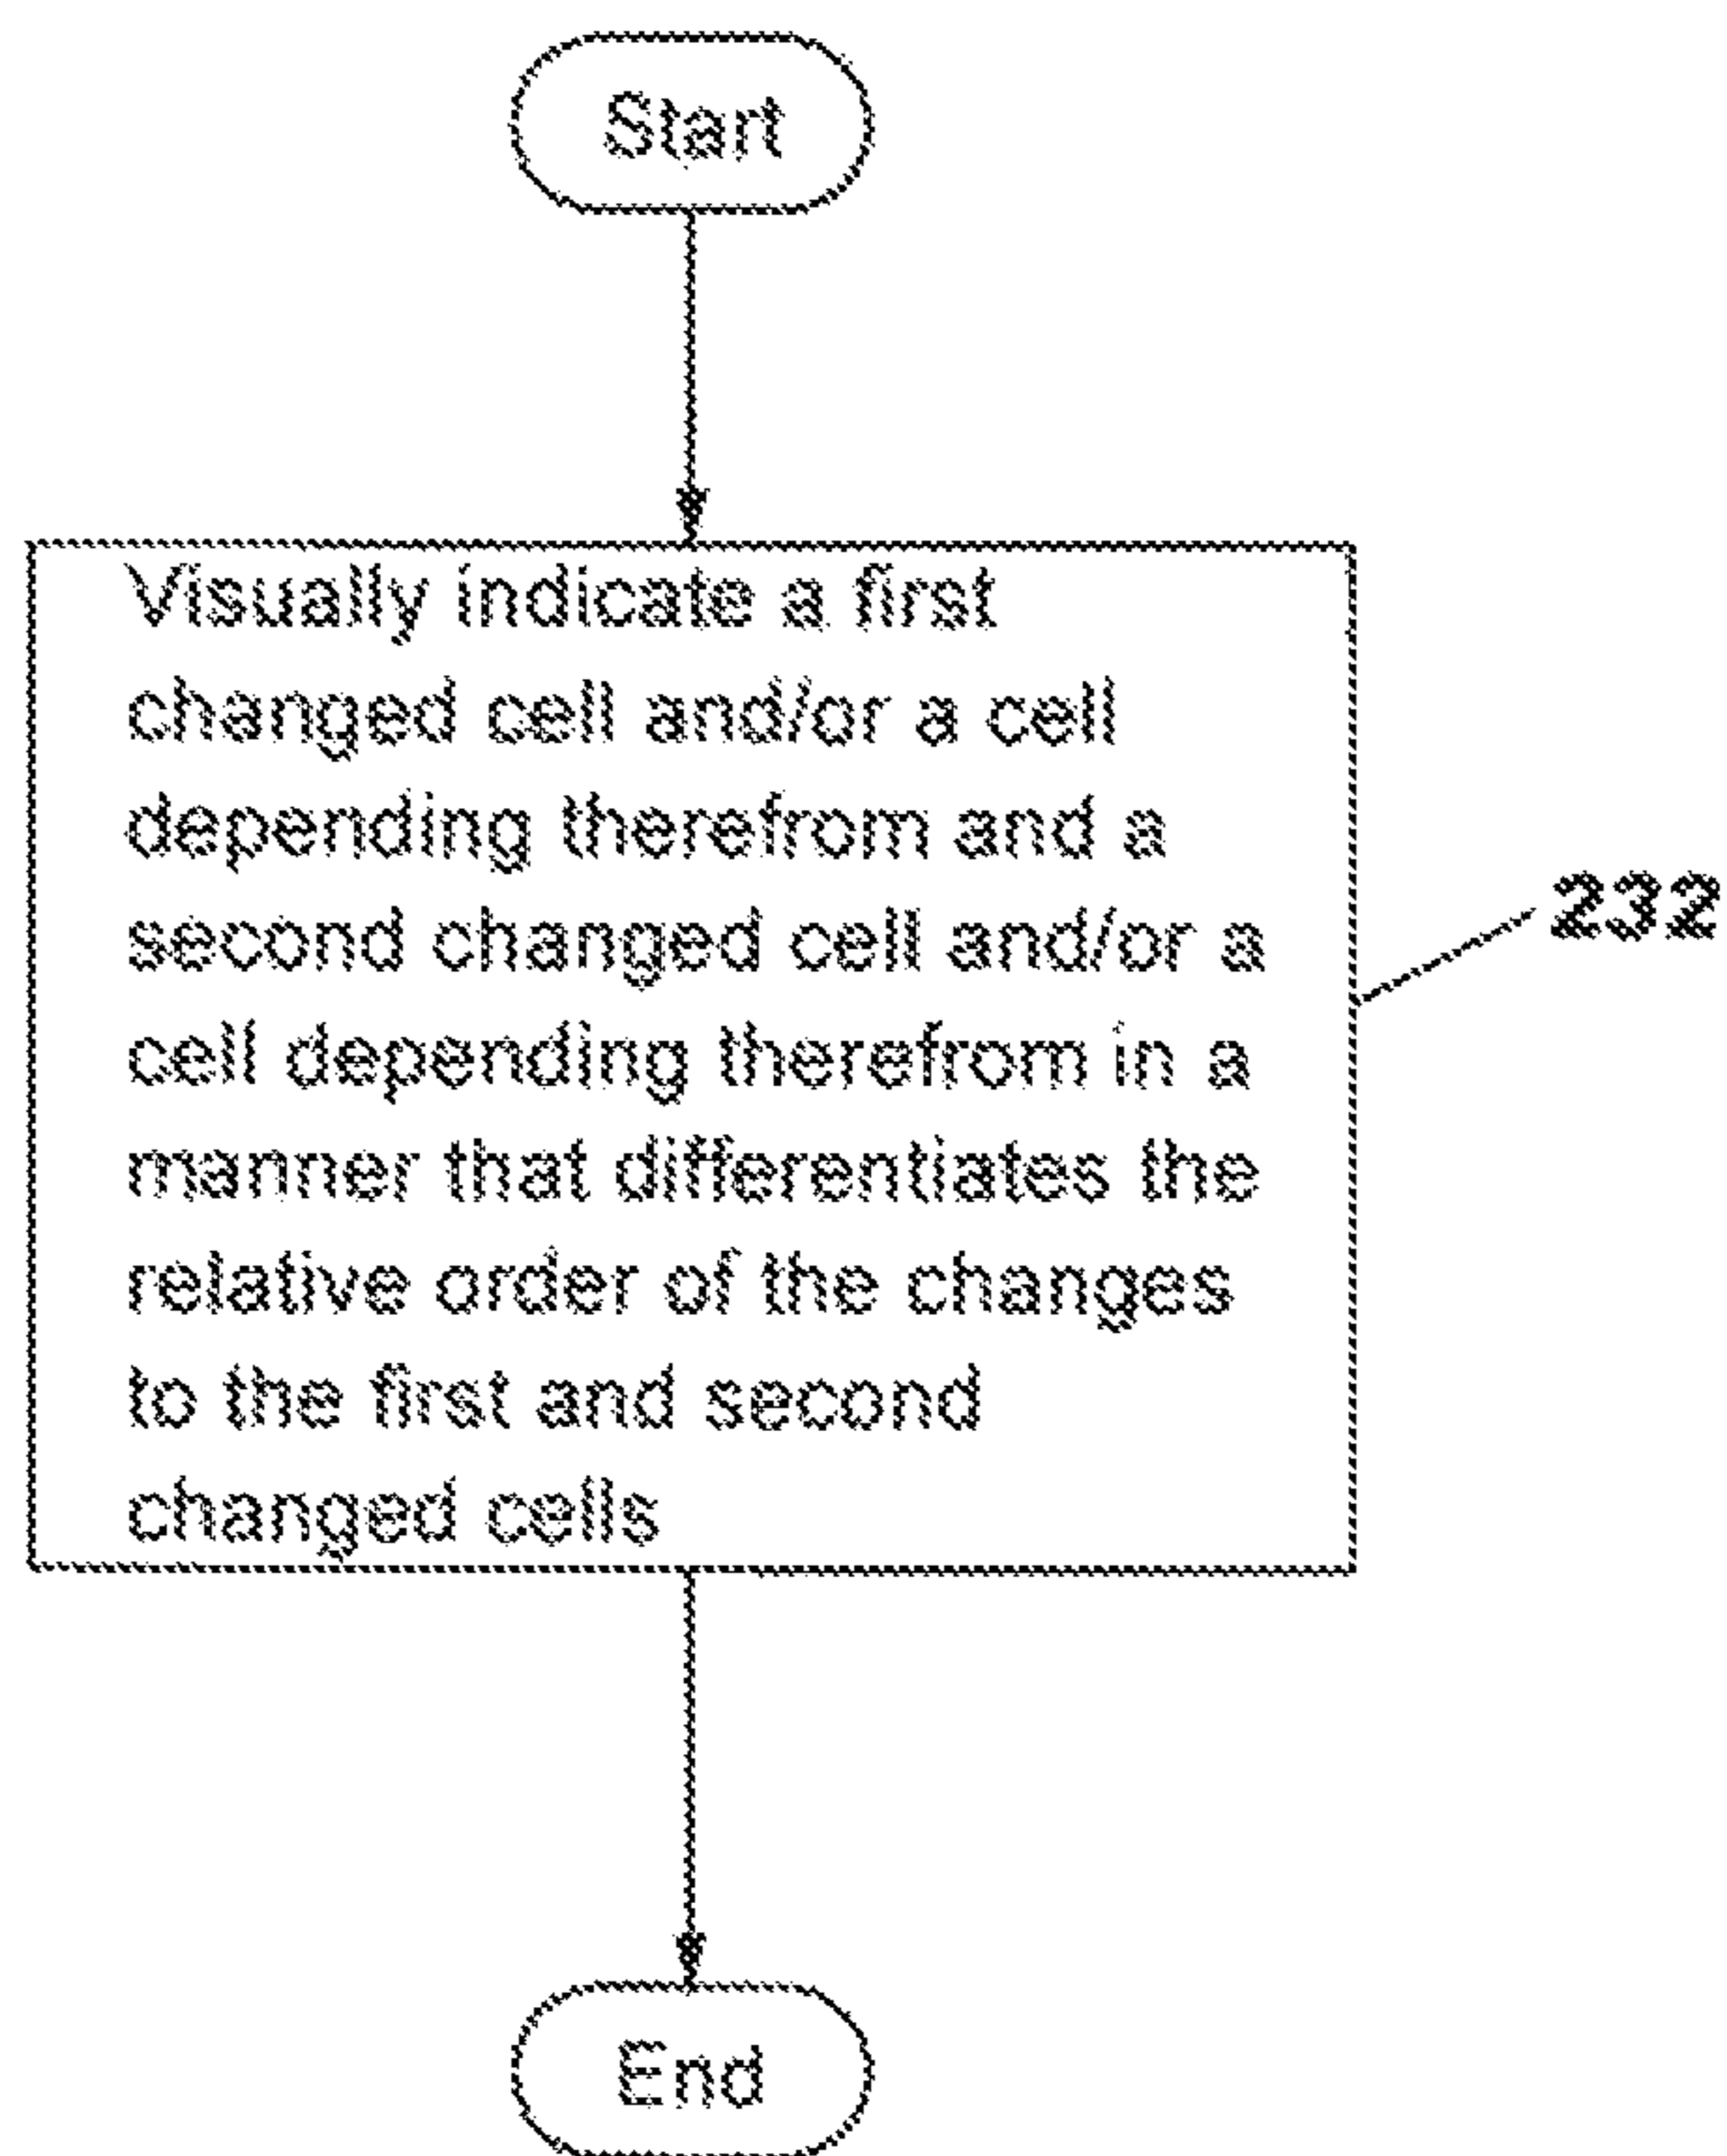 Start
Visually indicate a first
changed cell and/or a cell
depending therefrom and a
second changed cell and/or a
cell depending therefrom in a
manner that differentiates the
relative order of the changes
to the first and second
changed cells
232
End